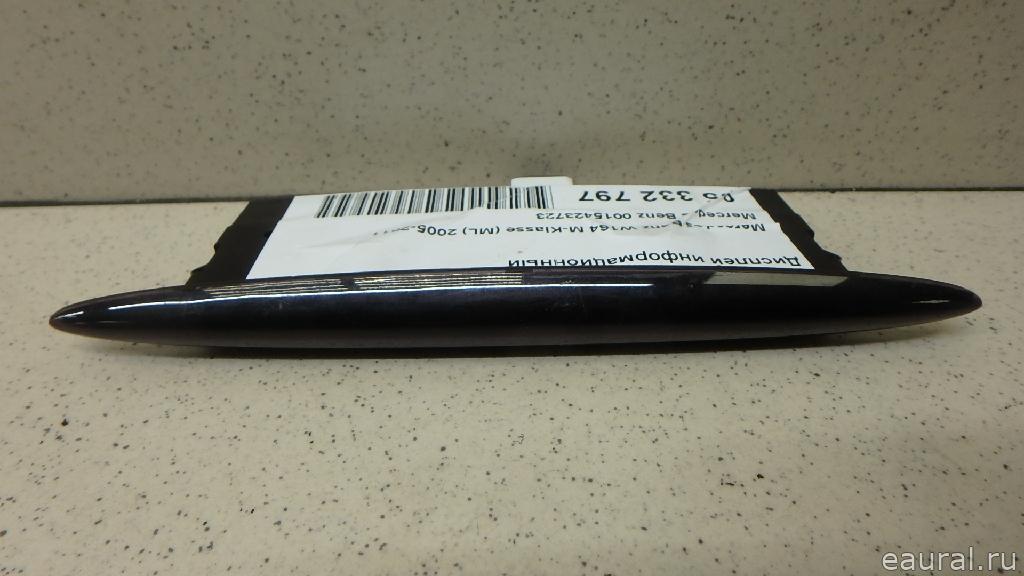 Дисплей информационный
W164 M-Klasse (ML)
- Benz 0015423723
332 797
eaural.ru